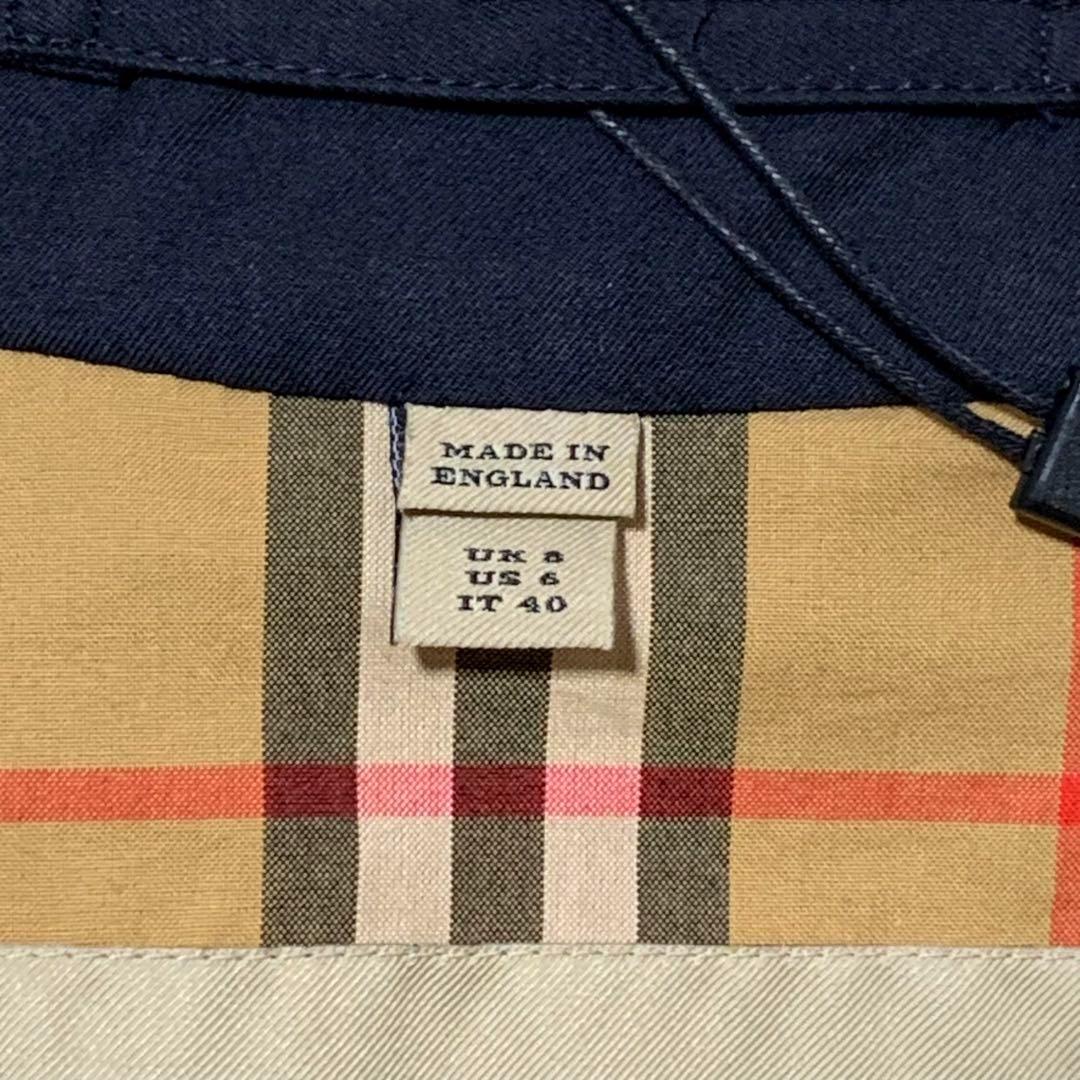 MADE IN
ENGLAND
UK 8
US 6
IT 40